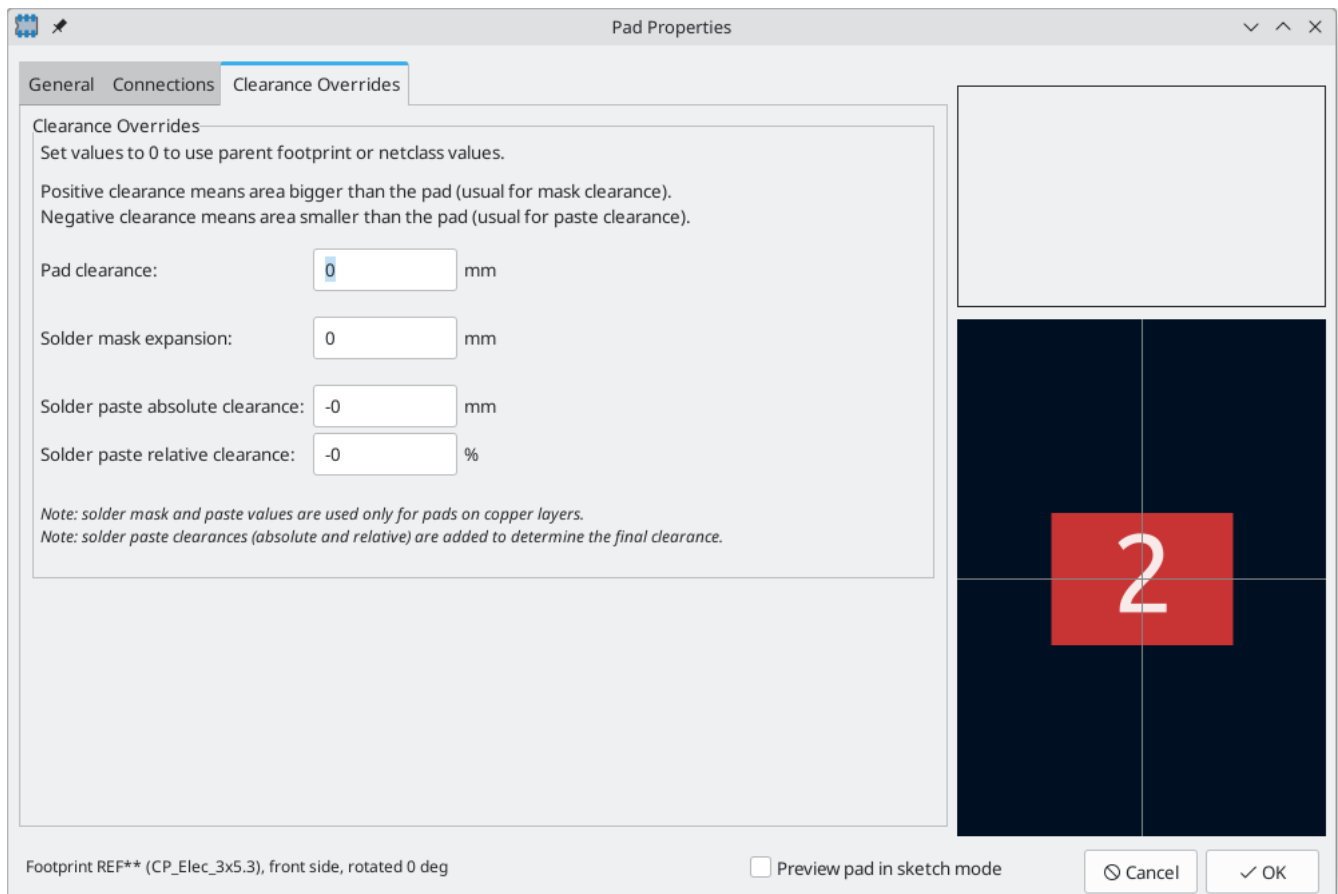 Pad Properties
General Connections Clearance Overrides
Clearance Overrides
Set values to 0 to use parent footprint or netclass values.
Positive clearance means area bigger than the pad (usual for mask clearance).
Negative clearance means area smaller than the pad (usual for paste clearance).
Pad clearance: 0 mm
Solder mask expansion: 0 mm
Solder paste absolute clearance: -0 mm
Solder paste relative clearance: -0 %
Note: solder mask and paste values are used only for pads on copper layers.
Note: solder paste clearances (absolute and relative) are added to determine the final clearance.
2
Footprint REF** (CP_Elec_3x5.3), front side, rotated 0 deg
Preview pad in sketch mode
Cancel
OK